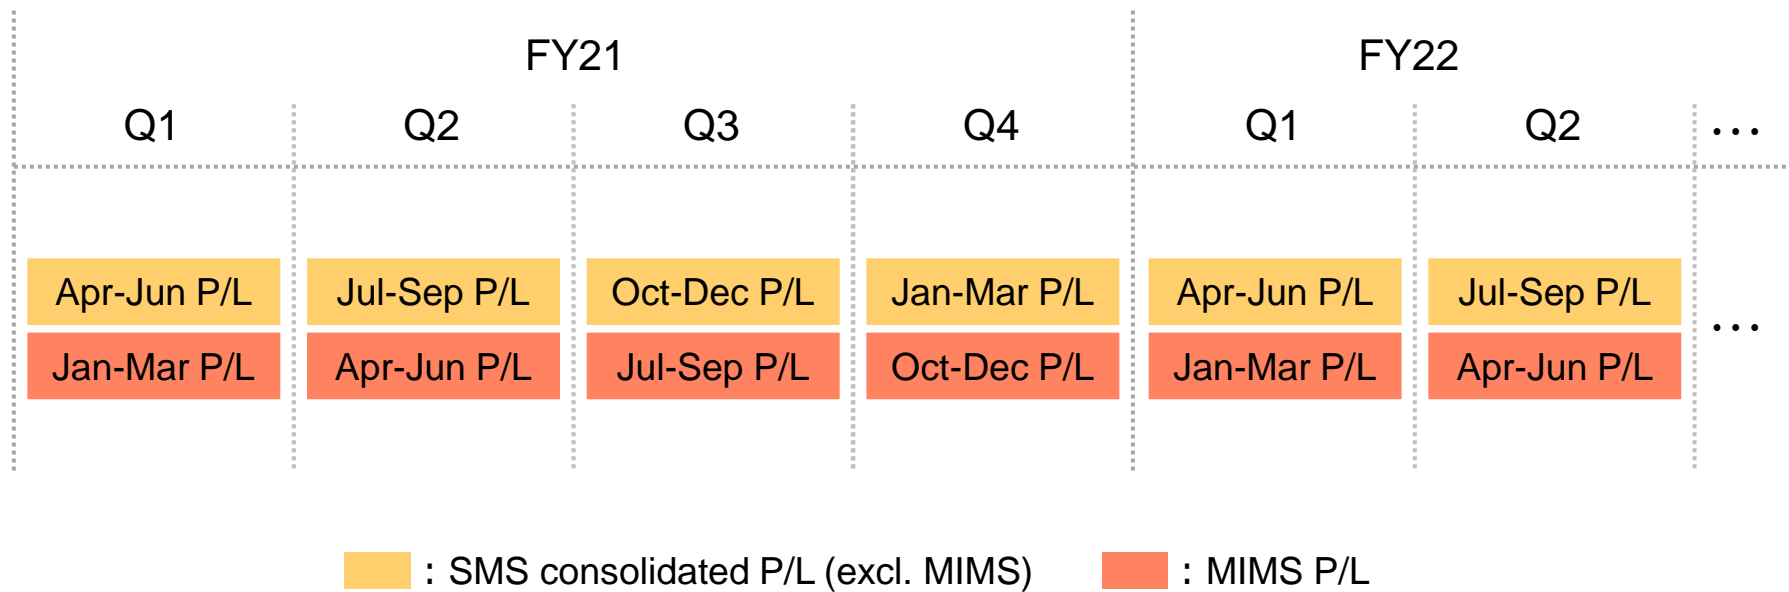 FY21 FY22
Q1 Q2 Q3 Q4 Q1 Q2 …
Apr-Jun P/L Jul-Sep P/L Oct-Dec P/L Jan-Mar P/L Apr-Jun P/L Jul-Sep P/L
…
Jan-Mar P/L Apr-Jun P/L Jul-Sep P/L Oct-Dec P/L Jan-Mar P/L Apr-Jun P/L
: SMS consolidated P/L (excl. MIMS) : MIMS P/L